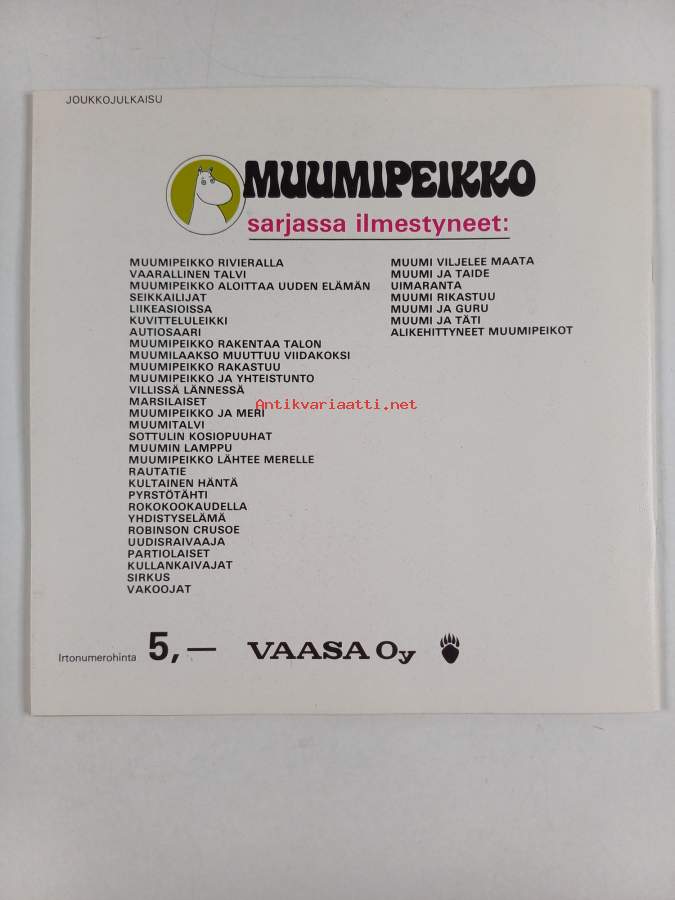 JOUKKOJULKAISU
MUUMIPEIKKO
sarjassa ilmestyneet:
MUUMIPEIKKO RIVIERALLA
VAARALLINEN TALVI
MUUMIPEIKKO ALOITTAA UUDEN ELÄMÄN
SEIKKAILIJAT
LIIKEASIOISSA
KUVITTELULEIKKI
AUTIOSAARI
MUUMIPEIKKO RAKENTAA TALON
MUUMILAAKSO MUUTTUU VIIDAKOKSI
MUUMIPEIKKO RAKASTUU
MUUMIPEIKKO JA YHTEISTUNTO
VILLISSÄ LÄNNESSÄ
MARSILAISET
MUUMIPEIKKO JA MERI
MUUMITALVI
SOTTULIN KOSIOPUUHAT
MUUMIN LAMPPU
MUUMIPEIKKO LÄHTEE MERELLE
RAUTATIE
KULTAINEN HÄNTÄ
PYRSTÖTÄHTI
ROKOKOOKAUDELLA
YHDISTYSELÄMÄ
ROBINSON CRUSOE
UUDISRAIVAAJA
PARTIOLAISET
KULLANKAIVAJAT
SIRKUS
VAKOOJAT
MUUMI VILJELEE MAATA
MUUMI JA TAIDE
UIMARANTA
MUUMI RIKASTUU
MUUMI JA GURU
MUUMI JA TÄTI
ALIKEHITTYNEET MUUMIPEIKOT
Antikvariaatti.net
Irtonumerohinta 5,— VAASA Oy